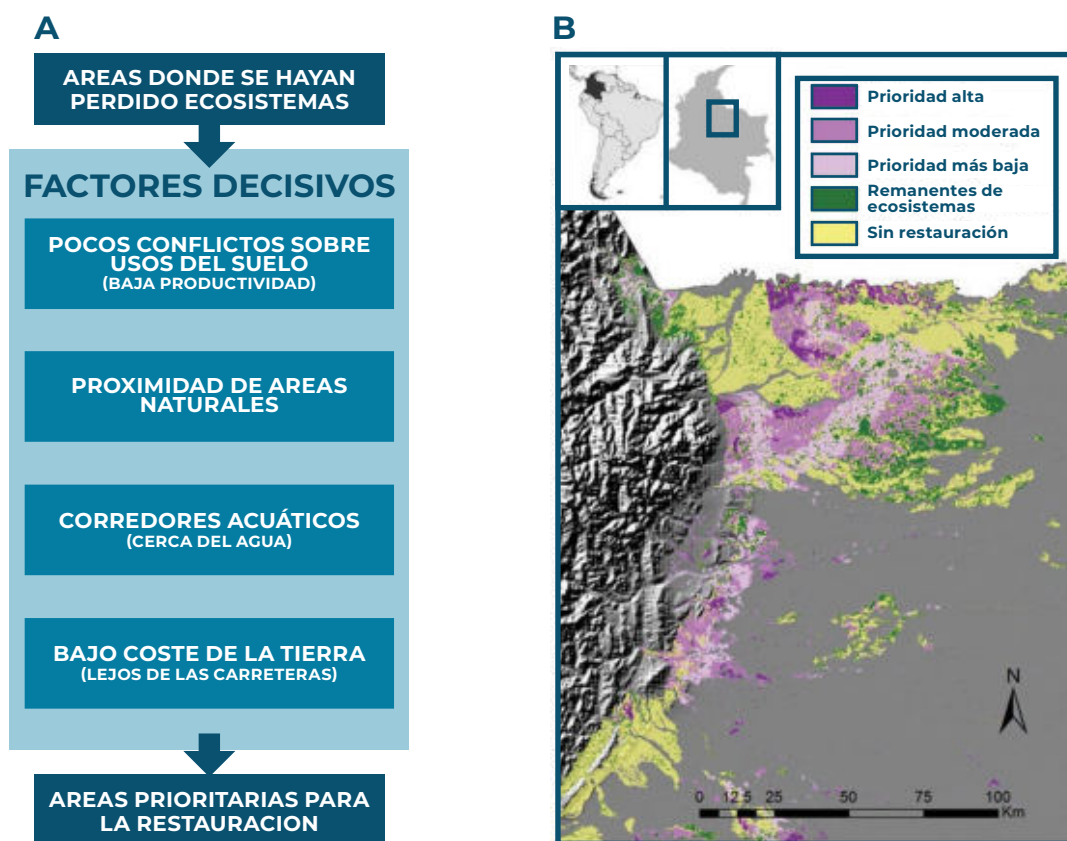 A
AREAS DONDE SE HAYAN
PERDIDO ECOSISTEMAS
FACTORES DECISIVOS
POCOS CONFLICTOS SOBRE
USOS DEL SUELO
(BAJA PRODUCTIVIDAD)
PROXIMIDAD DE AREAS
NATURALES
CORREDORES ACUÁTICOS
(CERCA DEL AGUA)
BAJO COSTE DE LA TIERRA
(LEJOS DE LAS CARRETERAS)
AREAS PRIORITARIAS PARA
LA RESTAURACION
B
Prioridad alta
Prioridad moderada
Prioridad más baja
Remanentes de
ecosistemas
Sin restauración
N
0 12.5 25 50 75 100
Km